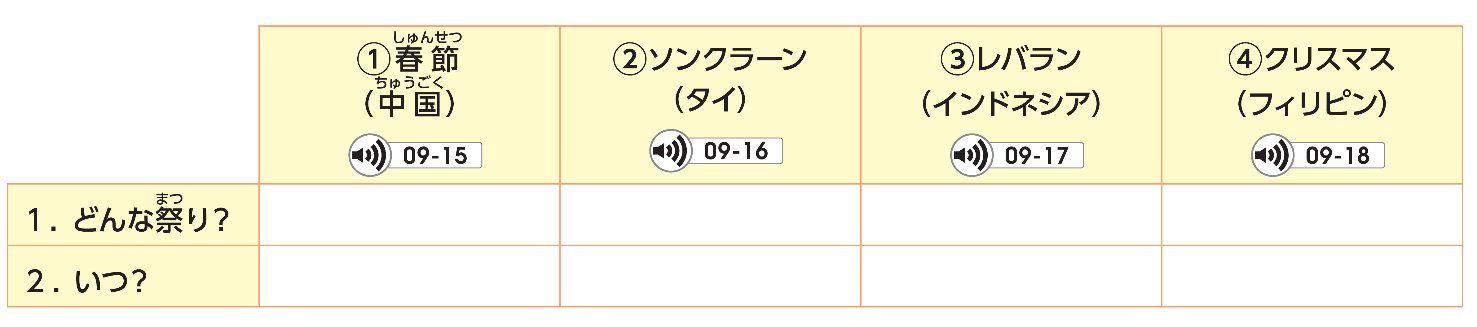 しゅんせつ
①春節
ちゅうごく
(中国)
09-15
②ソンクラーン
(タイ)
09-16
③レバラン
(インドネシア)
09-17
④クリスマス
(フィリピン)
09-18
まつ
1. どんな祭り?
2. いつ?